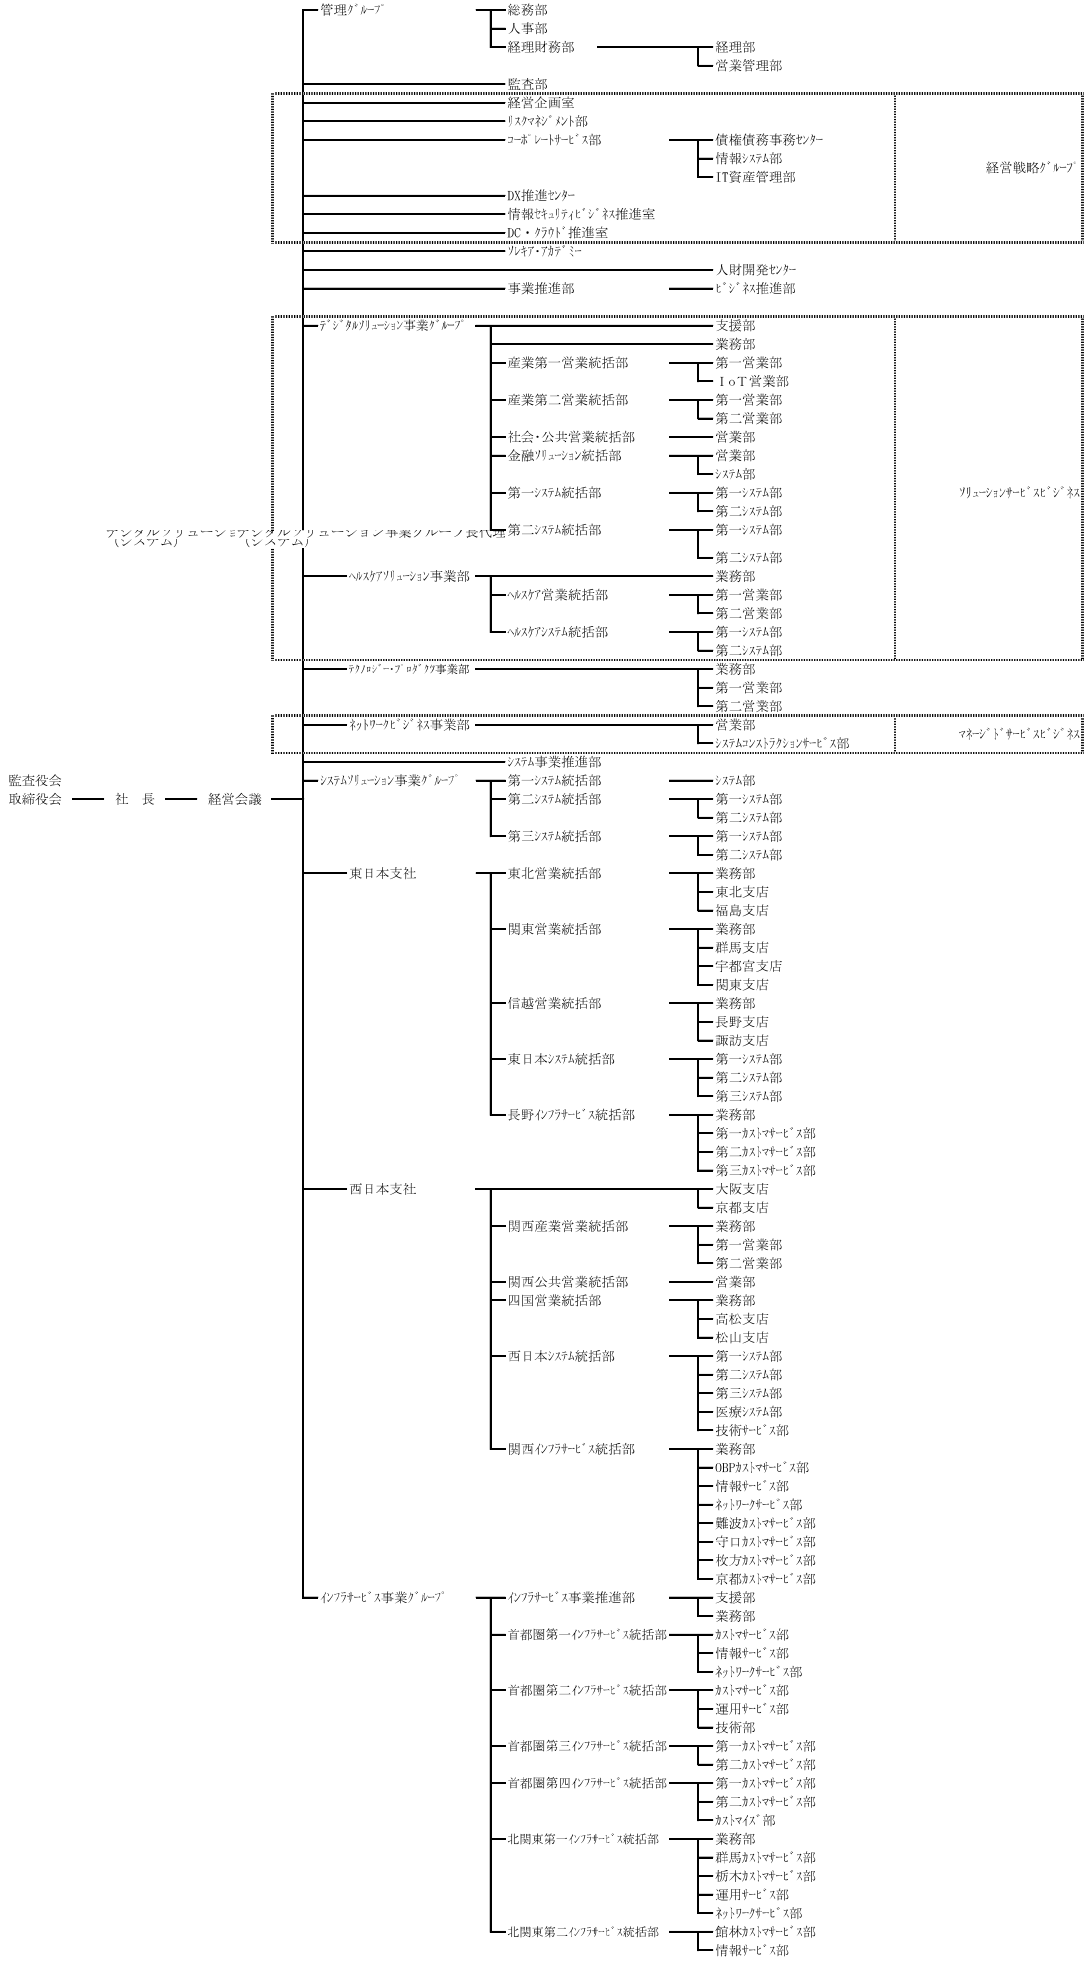 管理ｸﾞﾙｰﾌﾟ 総務部
人事部
経理財務部 経理部
営業管理部
監査部
経営企画室
ﾘｽｸﾏﾈｼﾞﾒﾝﾄ部
ｺｰﾎﾟﾚｰﾄｻｰﾋﾞｽ部 債権債務事務ｾﾝﾀｰ
情報ｼｽﾃﾑ部
経営戦略ｸﾞﾙｰﾌﾟ
IT資産管理部
DX推進ｾﾝﾀｰ
情報ｾｷｭﾘﾃｨﾋﾞｼﾞﾈｽ推進室
DC・ｸﾗｳﾄﾞ推進室
ｿﾚｷｱ・ｱｶﾃﾞﾐｰ
人財開発ｾﾝﾀｰ
事業推進部 ﾋﾞｼﾞﾈｽ推進部
ﾃﾞｼﾞﾀﾙｿﾘｭｰｼｮﾝ事業ｸﾞﾙｰﾌﾟ 支援部
業務部
産業第一営業統括部 第一営業部
ＩｏＴ営業部
産業第二営業統括部 第一営業部
第二営業部
社会・公共営業統括部 営業部
金融ｿﾘｭｰｼｮﾝ統括部 営業部
ｼｽﾃﾑ部
第一ｼｽﾃﾑ統括部 第一ｼｽﾃﾑ部 ｿﾘｭｰｼｮﾝｻｰﾋﾞｽﾋﾞｼﾞﾈｽ
第二ｼｽﾃﾑ部
デジタルソリューショデジタルソリューション事業グループ長代理 第二ｼｽﾃﾑ統括部 第一ｼｽﾃﾑ部
（システム） （システム）
第二ｼｽﾃﾑ部
ﾍﾙｽｹｱｿﾘｭｰｼｮﾝ事業部 業務部
ﾍﾙｽｹｱ営業統括部 第一営業部
第二営業部
ﾍﾙｽｹｱｼｽﾃﾑ統括部 第一ｼｽﾃﾑ部
第二ｼｽﾃﾑ部
ﾃｸﾉﾛｼﾞｰ・ﾌﾟﾛﾀﾞｸﾂ事業部 業務部
第一営業部
第二営業部
ﾈｯﾄﾜｰｸﾋﾞｼﾞﾈｽ事業部 営業部
ﾏﾈｰｼﾞﾄﾞｻｰﾋﾞｽﾋﾞｼﾞﾈｽ
ｼｽﾃﾑｺﾝｽﾄﾗｸｼｮﾝｻｰﾋﾞｽ部
ｼｽﾃﾑ事業推進部
監査役会 ｼｽﾃﾑｿﾘｭｰｼｮﾝ事業ｸﾞﾙｰﾌﾟ 第一ｼｽﾃﾑ統括部 ｼｽﾃﾑ部
取締役会 社　長 経営会議 第二ｼｽﾃﾑ統括部 第一ｼｽﾃﾑ部
第二ｼｽﾃﾑ部
第三ｼｽﾃﾑ統括部 第一ｼｽﾃﾑ部
第二ｼｽﾃﾑ部
東日本支社 東北営業統括部 業務部
東北支店
福島支店
関東営業統括部 業務部
群馬支店
宇都宮支店
関東支店
信越営業統括部 業務部
長野支店
諏訪支店
東日本ｼｽﾃﾑ統括部 第一ｼｽﾃﾑ部
第二ｼｽﾃﾑ部
第三ｼｽﾃﾑ部
長野ｲﾝﾌﾗｻｰﾋﾞｽ統括部 業務部
第一ｶｽﾄﾏｻｰﾋﾞｽ部
第二ｶｽﾄﾏｻｰﾋﾞｽ部
第三ｶｽﾄﾏｻｰﾋﾞｽ部
西日本支社 大阪支店
京都支店
関西産業営業統括部 業務部
第一営業部
第二営業部
関西公共営業統括部 営業部
四国営業統括部 業務部
高松支店
松山支店
西日本ｼｽﾃﾑ統括部 第一ｼｽﾃﾑ部
第二ｼｽﾃﾑ部
第三ｼｽﾃﾑ部
医療ｼｽﾃﾑ部
技術ｻｰﾋﾞｽ部
関西ｲﾝﾌﾗｻｰﾋﾞｽ統括部 業務部
OBPｶｽﾄﾏｻｰﾋﾞｽ部
情報ｻｰﾋﾞｽ部
ﾈｯﾄﾜｰｸｻｰﾋﾞｽ部
難波ｶｽﾄﾏｻｰﾋﾞｽ部
守口ｶｽﾄﾏｻｰﾋﾞｽ部
枚方ｶｽﾄﾏｻｰﾋﾞｽ部
京都ｶｽﾄﾏｻｰﾋﾞｽ部
ｲﾝﾌﾗｻｰﾋﾞｽ事業ｸﾞﾙｰﾌﾟ ｲﾝﾌﾗｻｰﾋﾞｽ事業推進部 支援部
業務部
首都圏第一ｲﾝﾌﾗｻｰﾋﾞｽ統括部 ｶｽﾄﾏｻｰﾋﾞｽ部
情報ｻｰﾋﾞｽ部
ﾈｯﾄﾜｰｸｻｰﾋﾞｽ部
首都圏第二ｲﾝﾌﾗｻｰﾋﾞｽ統括部 ｶｽﾄﾏｻｰﾋﾞｽ部
運用ｻｰﾋﾞｽ部
技術部
首都圏第三ｲﾝﾌﾗｻｰﾋﾞｽ統括部 第一ｶｽﾄﾏｻｰﾋﾞｽ部
第二ｶｽﾄﾏｻｰﾋﾞｽ部
首都圏第四ｲﾝﾌﾗｻｰﾋﾞｽ統括部 第一ｶｽﾄﾏｻｰﾋﾞｽ部
第二ｶｽﾄﾏｻｰﾋﾞｽ部
ｶｽﾄﾏｲｽﾞ部
北関東第一ｲﾝﾌﾗｻｰﾋﾞｽ統括部 業務部
群馬ｶｽﾄﾏｻｰﾋﾞｽ部
栃木ｶｽﾄﾏｻｰﾋﾞｽ部
運用ｻｰﾋﾞｽ部
ﾈｯﾄﾜｰｸｻｰﾋﾞｽ部
北関東第二ｲﾝﾌﾗｻｰﾋﾞｽ統括部 館林ｶｽﾄﾏｻｰﾋﾞｽ部
情報ｻｰﾋﾞｽ部